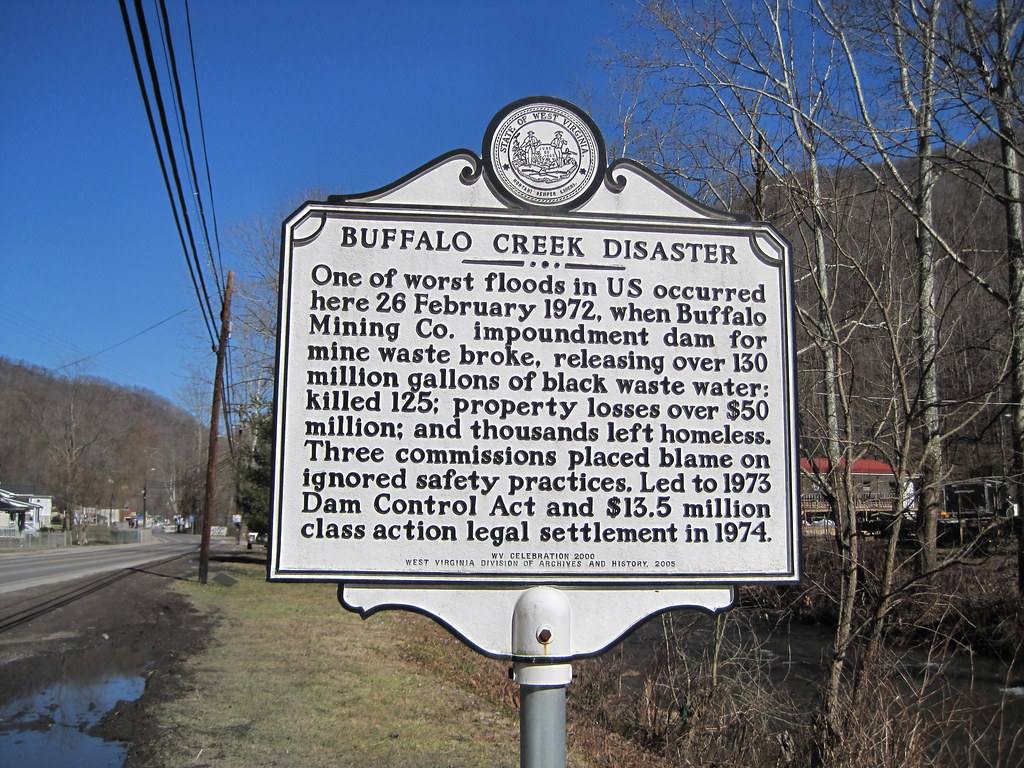 STATE OF WEST VIRGINIA
MONTANI SEMPER LIBERI
BUFFALO CREEK DISASTER
One of worst floods in US occurred
here 26 February 1972, when Buffalo
Mining Co. impoundment dam for
mine waste broke, releasing over 130
million gallons of black waste water;
killed 125; property losses over $50
million; and thousands left homeless.
Three commissions placed blame on
ignored safety practices. Led to 1973
Dam Control Act and $13.5 million
class action legal settlement in 1974.
WV CELEBRATION 2000
WEST VIRGINIA DIVISION OF ARCHIVES AND HISTORY, 2005